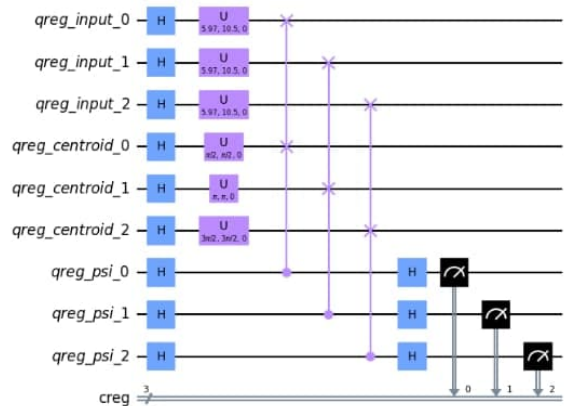 qreg_input_0 H U
5.97, 10.5, 0
qreg_input_1 H U
5.97, 10.5, 0
qreg_input_2 H U
5.97, 10.5, 0
qreg_centroid_0 H U
π/2, π/2, 0
qreg_centroid_1 H U
π, π, 0
qreg_centroid_2 H U
3π/2, 3π/2, 0
qreg_psi_0 H H
qreg_psi_1 H H
qreg_psi_2 H H
creg 3 0 1 2